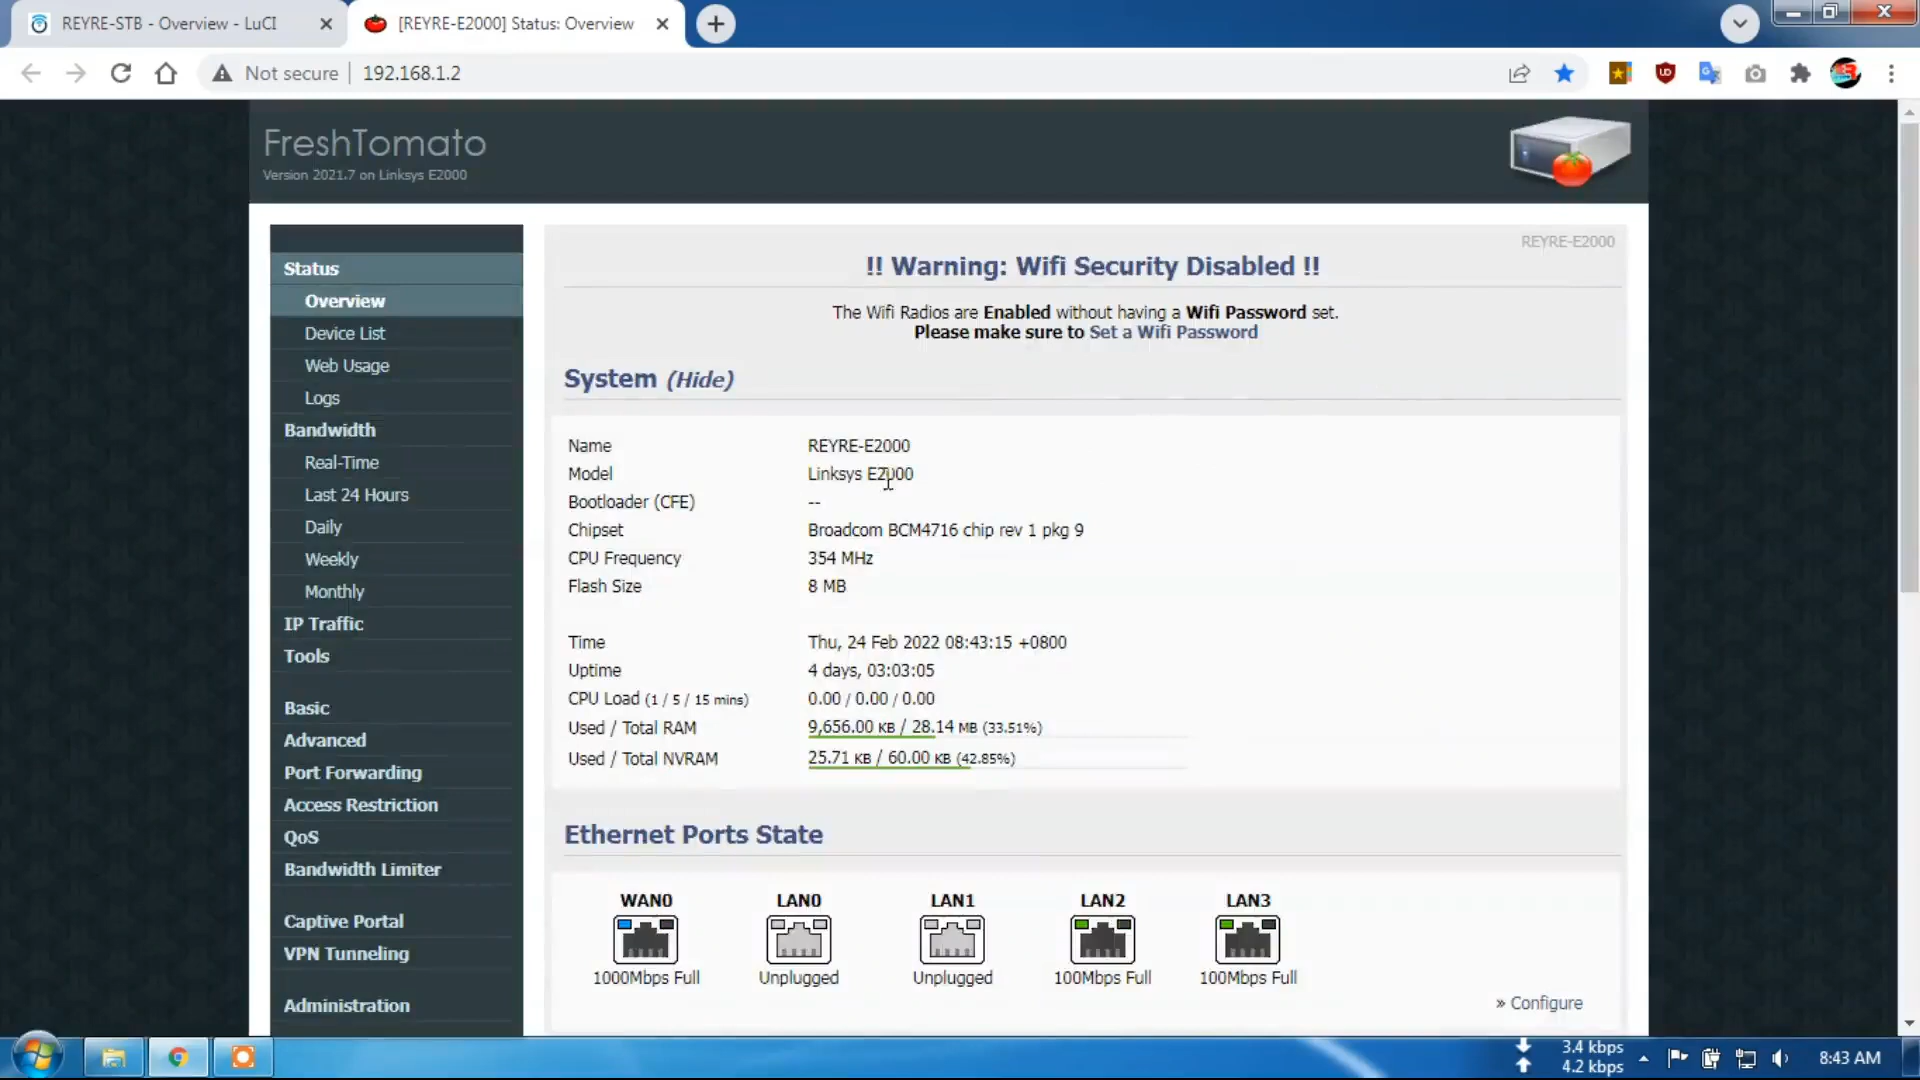 REYRE-STB - Overview - LuCI
[REYRE-E2000] Status: Overview
Not secure
192.168.1.2
FreshTomato
Version 2021.7 on Linksys E2000
REYRE-E2000
Status
Overview
Device List
Web Usage
Logs
Bandwidth
Real-Time
Last 24 Hours
Daily
Weekly
Monthly
IP Traffic
Tools
Basic
Advanced
Port Forwarding
Access Restriction
QoS
Bandwidth Limiter
Captive Portal
VPN Tunneling
Administration
!! Warning: Wifi Security Disabled !!
The Wifi Radios are Enabled without having a Wifi Password set.
Please make sure to Set a Wifi Password
System (Hide)
Name REYRE-E2000
Model Linksys E2000
Bootloader (CFE) --
Chipset Broadcom BCM4716 chip rev 1 pkg 9
CPU Frequency 354 MHz
Flash Size 8 MB
Time Thu, 24 Feb 2022 08:43:15 +0800
Uptime 4 days, 03:03:05
CPU Load (1 / 5 / 15 mins) 0.00 / 0.00 / 0.00
Used / Total RAM 9,656.00 KB / 28.14 MB (33.51%)
Used / Total NVRAM 25.71 KB / 60.00 KB (42.85%)
Ethernet Ports State
WAN0 LAN0 LAN1 LAN2 LAN3
1000Mbps Full Unplugged Unplugged 100Mbps Full 100Mbps Full
» Configure
3.4 kbps
4.2 kbps
8:43 AM